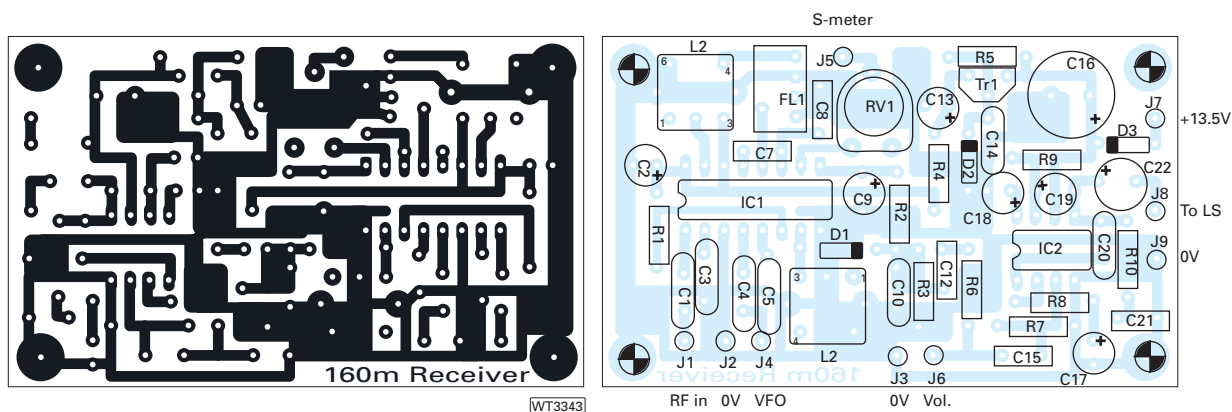 S-meter
160m Receiver
WT3343
L2
6
4
1
3
FL1
C8
J5
RV1
C13
R5
Tr1
C16
J7
+13.5V
D3
C7
C2
IC1
C9
R2
R4
D2
C14
R9
C18
C19
C22
J8
To LS
R1
C1
C3
C4
C5
D1
3
1
4
L2
C10
R3
C12
R6
IC2
C20
R10
J9
0V
R8
R7
C21
C15
C17
J1
J2
J4
J3
J6
160m Receiver
RF in 0V VFO
0V Vol.